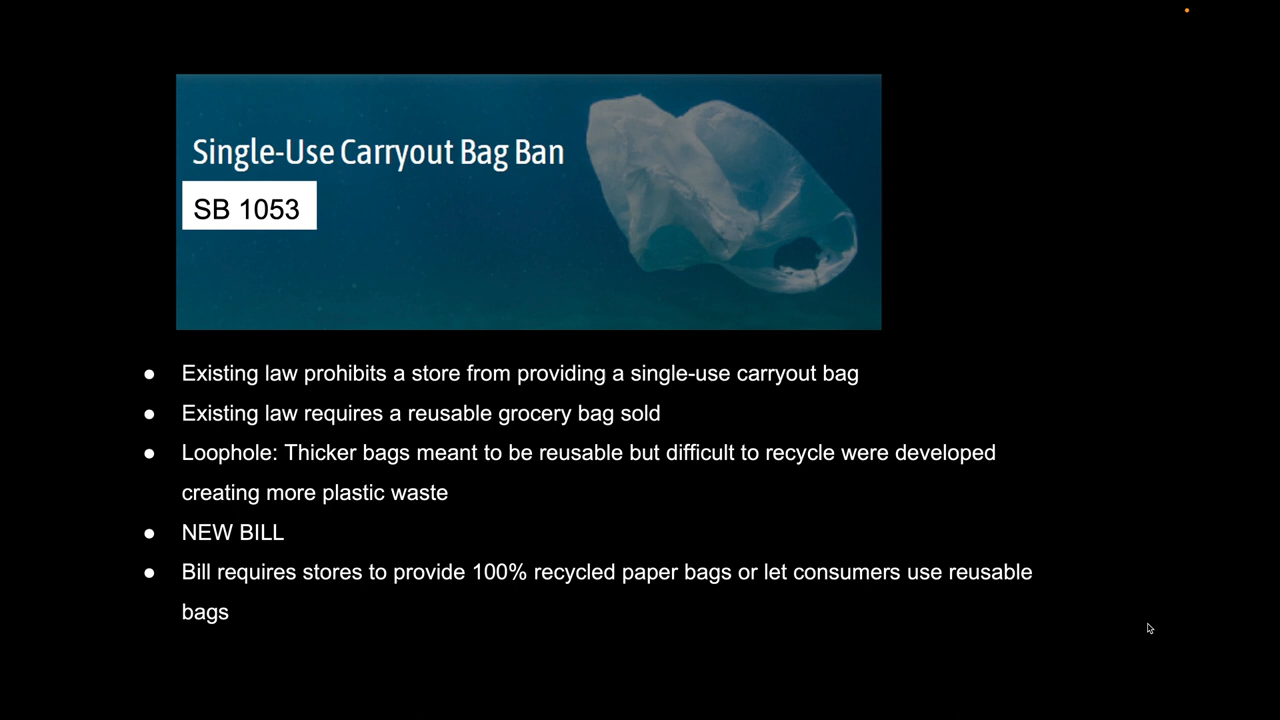 Single-Use Carryout Bag Ban
SB 1053
● Existing law prohibits a store from providing a single-use carryout bag
● Existing law requires a reusable grocery bag sold
● Loophole: Thicker bags meant to be reusable but difficult to recycle were developed
creating more plastic waste
● NEW BILL
● Bill requires stores to provide 100% recycled paper bags or let consumers use reusable
bags